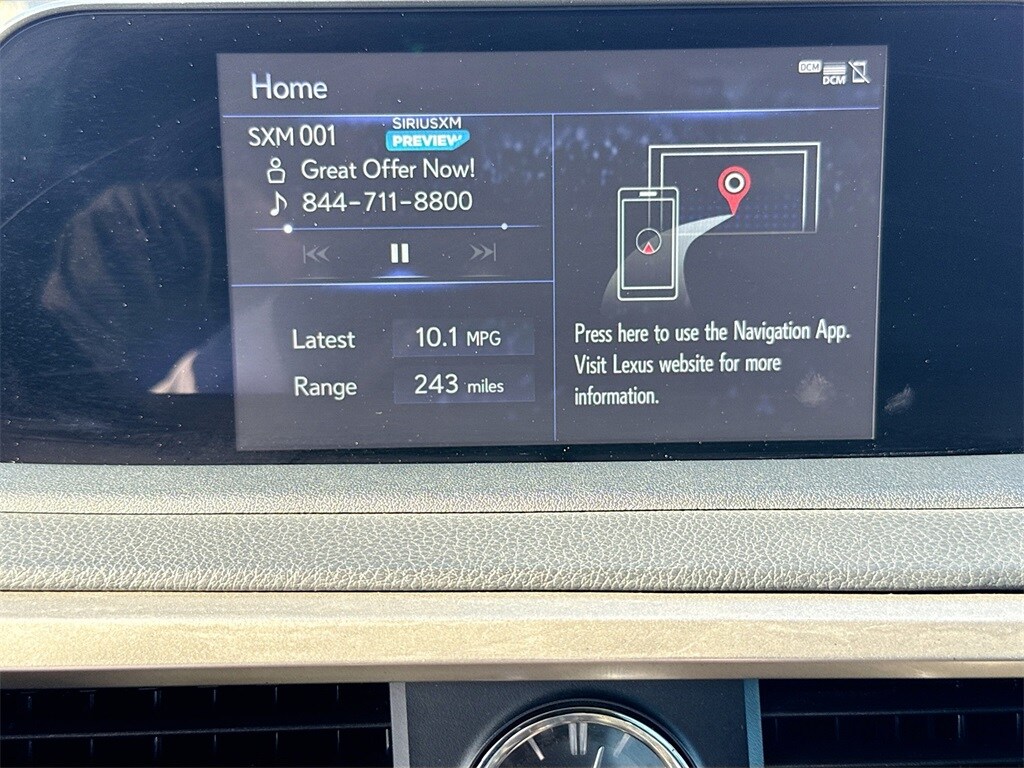 Home
DCM
DCM
SXM 001
SIRIUSXM
PREVIEW
Great Offer Now!
844-711-8800
Latest 10.1 MPG
Range 243 miles
Press here to use the Navigation App.
Visit Lexus website for more
information.